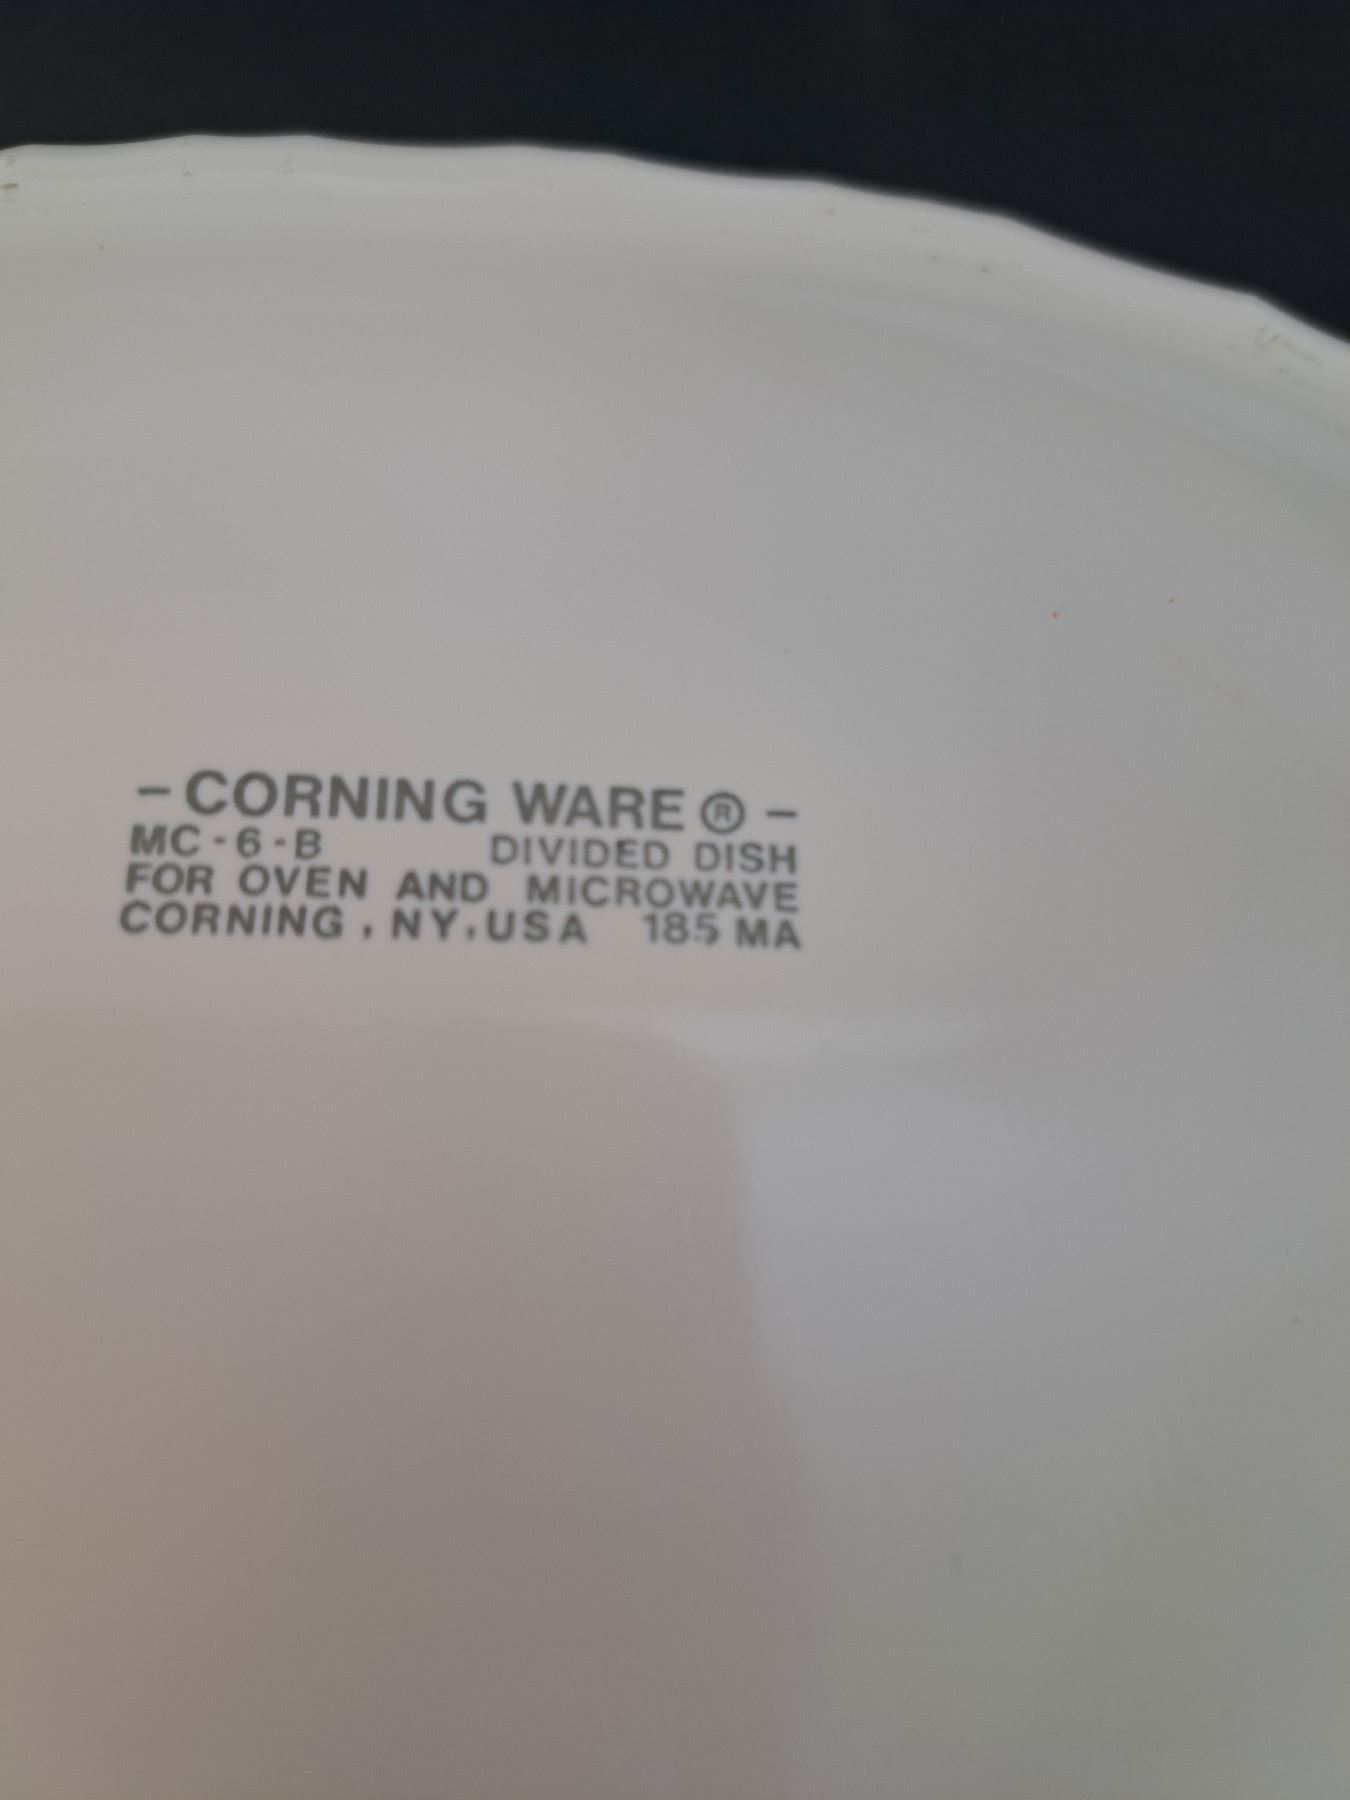 - CORNING WARE ® -
MC-6-B DIVIDED DISH
FOR OVEN AND MICROWAVE
CORNING, NY, USA 185 MA